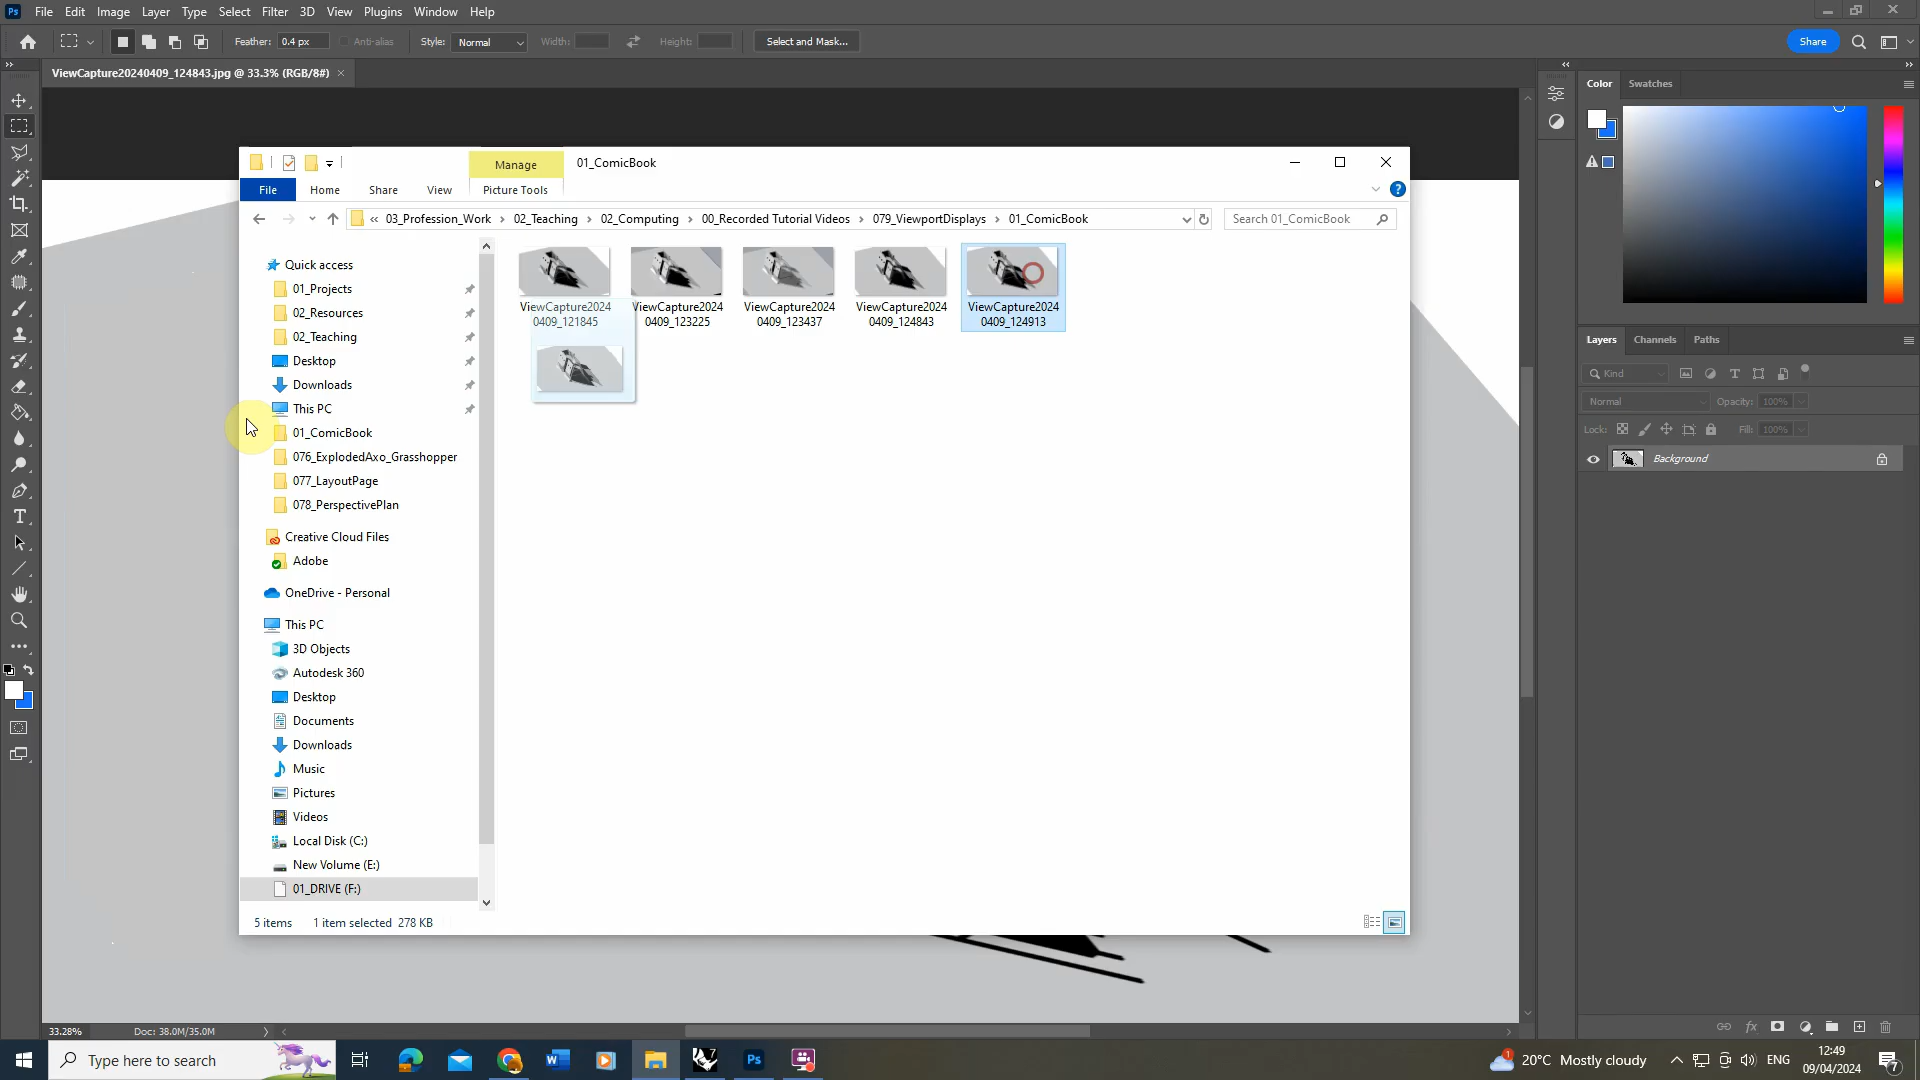 Ps File Edit Image Layer Type Select Filter 3D View Plugins Window Help
Feather: 0.4 px Anti-alias Style: Normal Width: Height: Select and Mask... Share
ViewCapture20240409_124843.jpg @ 33.3% (RGB/8#)
Color Swatches
Manage 01_ComicBook
File Home Share View Picture Tools
« 03_Profession_Work › 02_Teaching › 02_Computing › 00_Recorded Tutorial Videos › 079_ViewportDisplays › 01_ComicBook Search 01_ComicBook
Quick access
01_Projects
02_Resources
02_Teaching
Desktop
Downloads
This PC
01_ComicBook
076_ExplodedAxo_Grasshopper
077_LayoutPage
078_PerspectivePlan
Creative Cloud Files
Adobe
OneDrive - Personal
This PC
3D Objects
Autodesk 360
Desktop
Documents
Downloads
Music
Pictures
Videos
Local Disk (C:)
New Volume (E:)
01_DRIVE (F:)
ViewCapture2024 ViewCapture2024 ViewCapture2024 ViewCapture2024 ViewCapture2024
0409_121845 0409_123225 0409_123437 0409_124843 0409_124913
5 items 1 item selected 278 KB
Layers Channels Paths
Kind
Normal Opacity: 100%
Lock: Fill: 100%
Background
33.28% Doc: 38.0M/35.0M
Type here to search
20°C Mostly cloudy ENG
12:49
09/04/2024
7